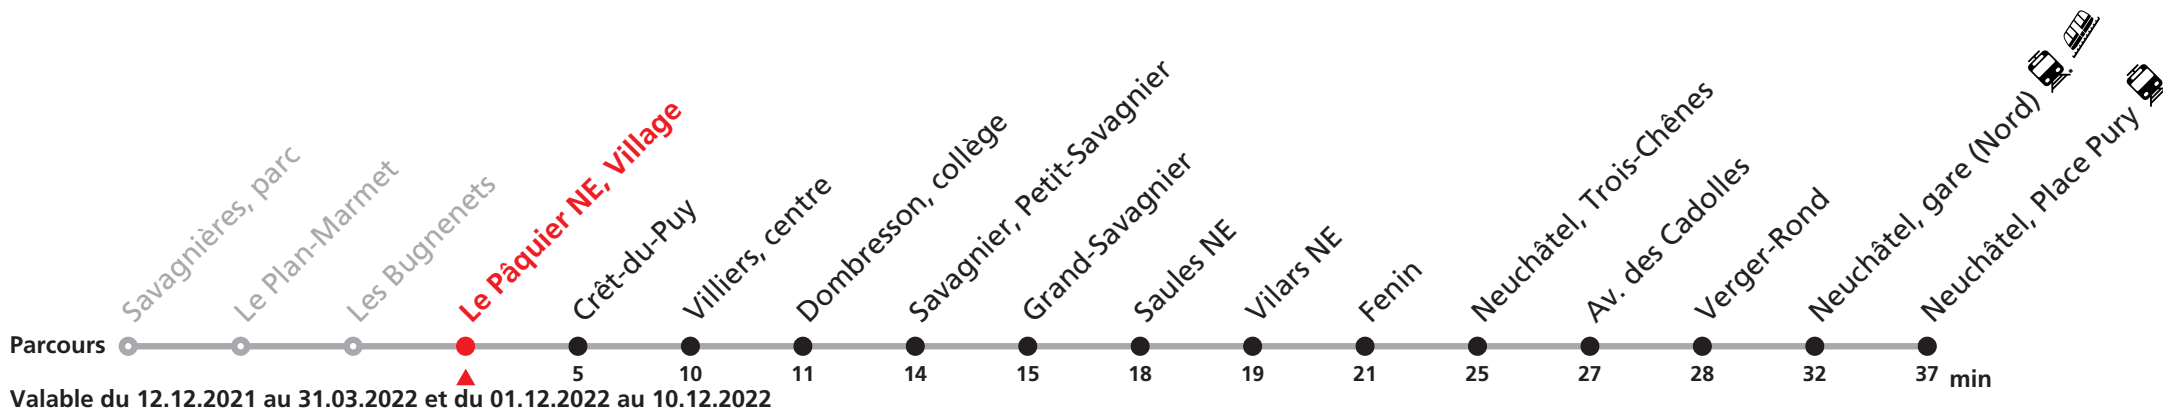 Savagnières, parc
Le Plan-Marmet
Les Bugnenets
Le Pâquier NE, Village
Crêt-du-Puy
Villiers, centre
Dombresson, collège
Savagnier, Petit-Savagnier
Grand-Savagnier
Saules NE
Vilars NE
Fenin
Neuchâtel, Trois-Chênes
Av. des Cadolles
Verger-Rond
Neuchâtel, gare (Nord)
Neuchâtel, Place Pury
Parcours
5 10 11 14 15 18 19 21 25 27 28 32 37 min
Valable du 12.12.2021 au 31.03.2022 et du 01.12.2022 au 10.12.2022